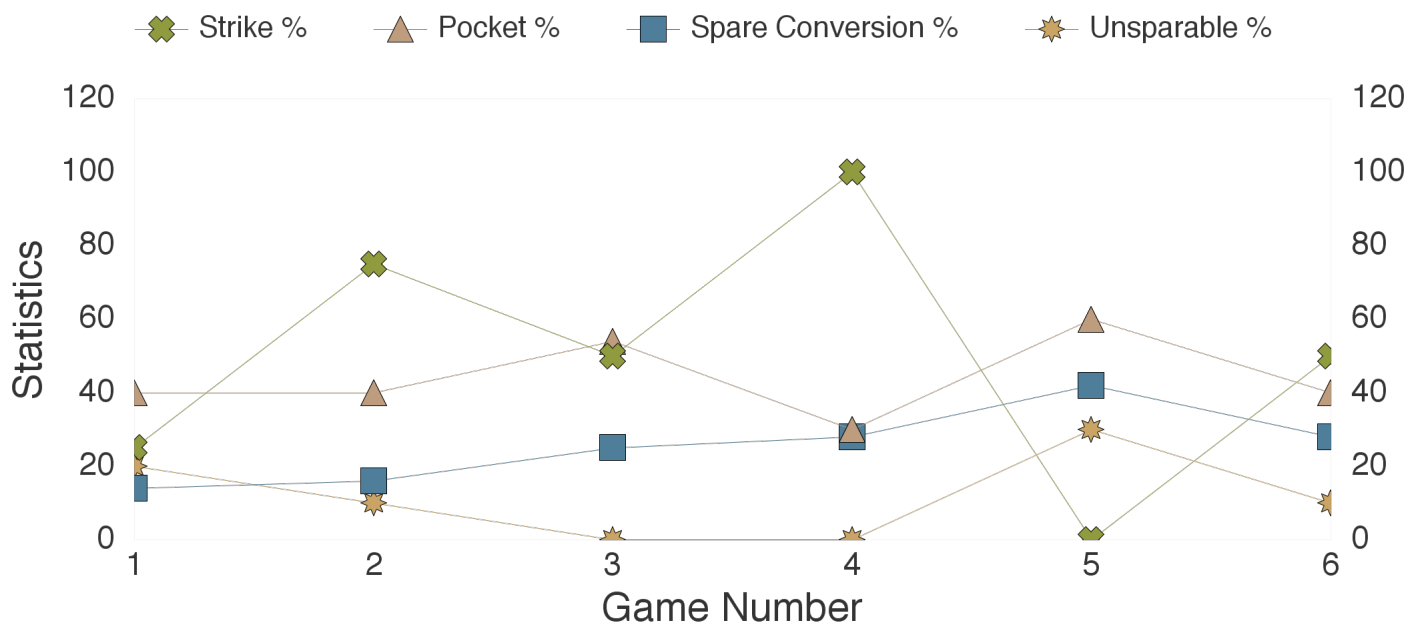 Strike % Pocket % Spare Conversion % Unsparable %
120 120
100 100
80 80
60 60
40 40
20 20
0 0
Statistics
1 2 3 4 5 6
Game Number